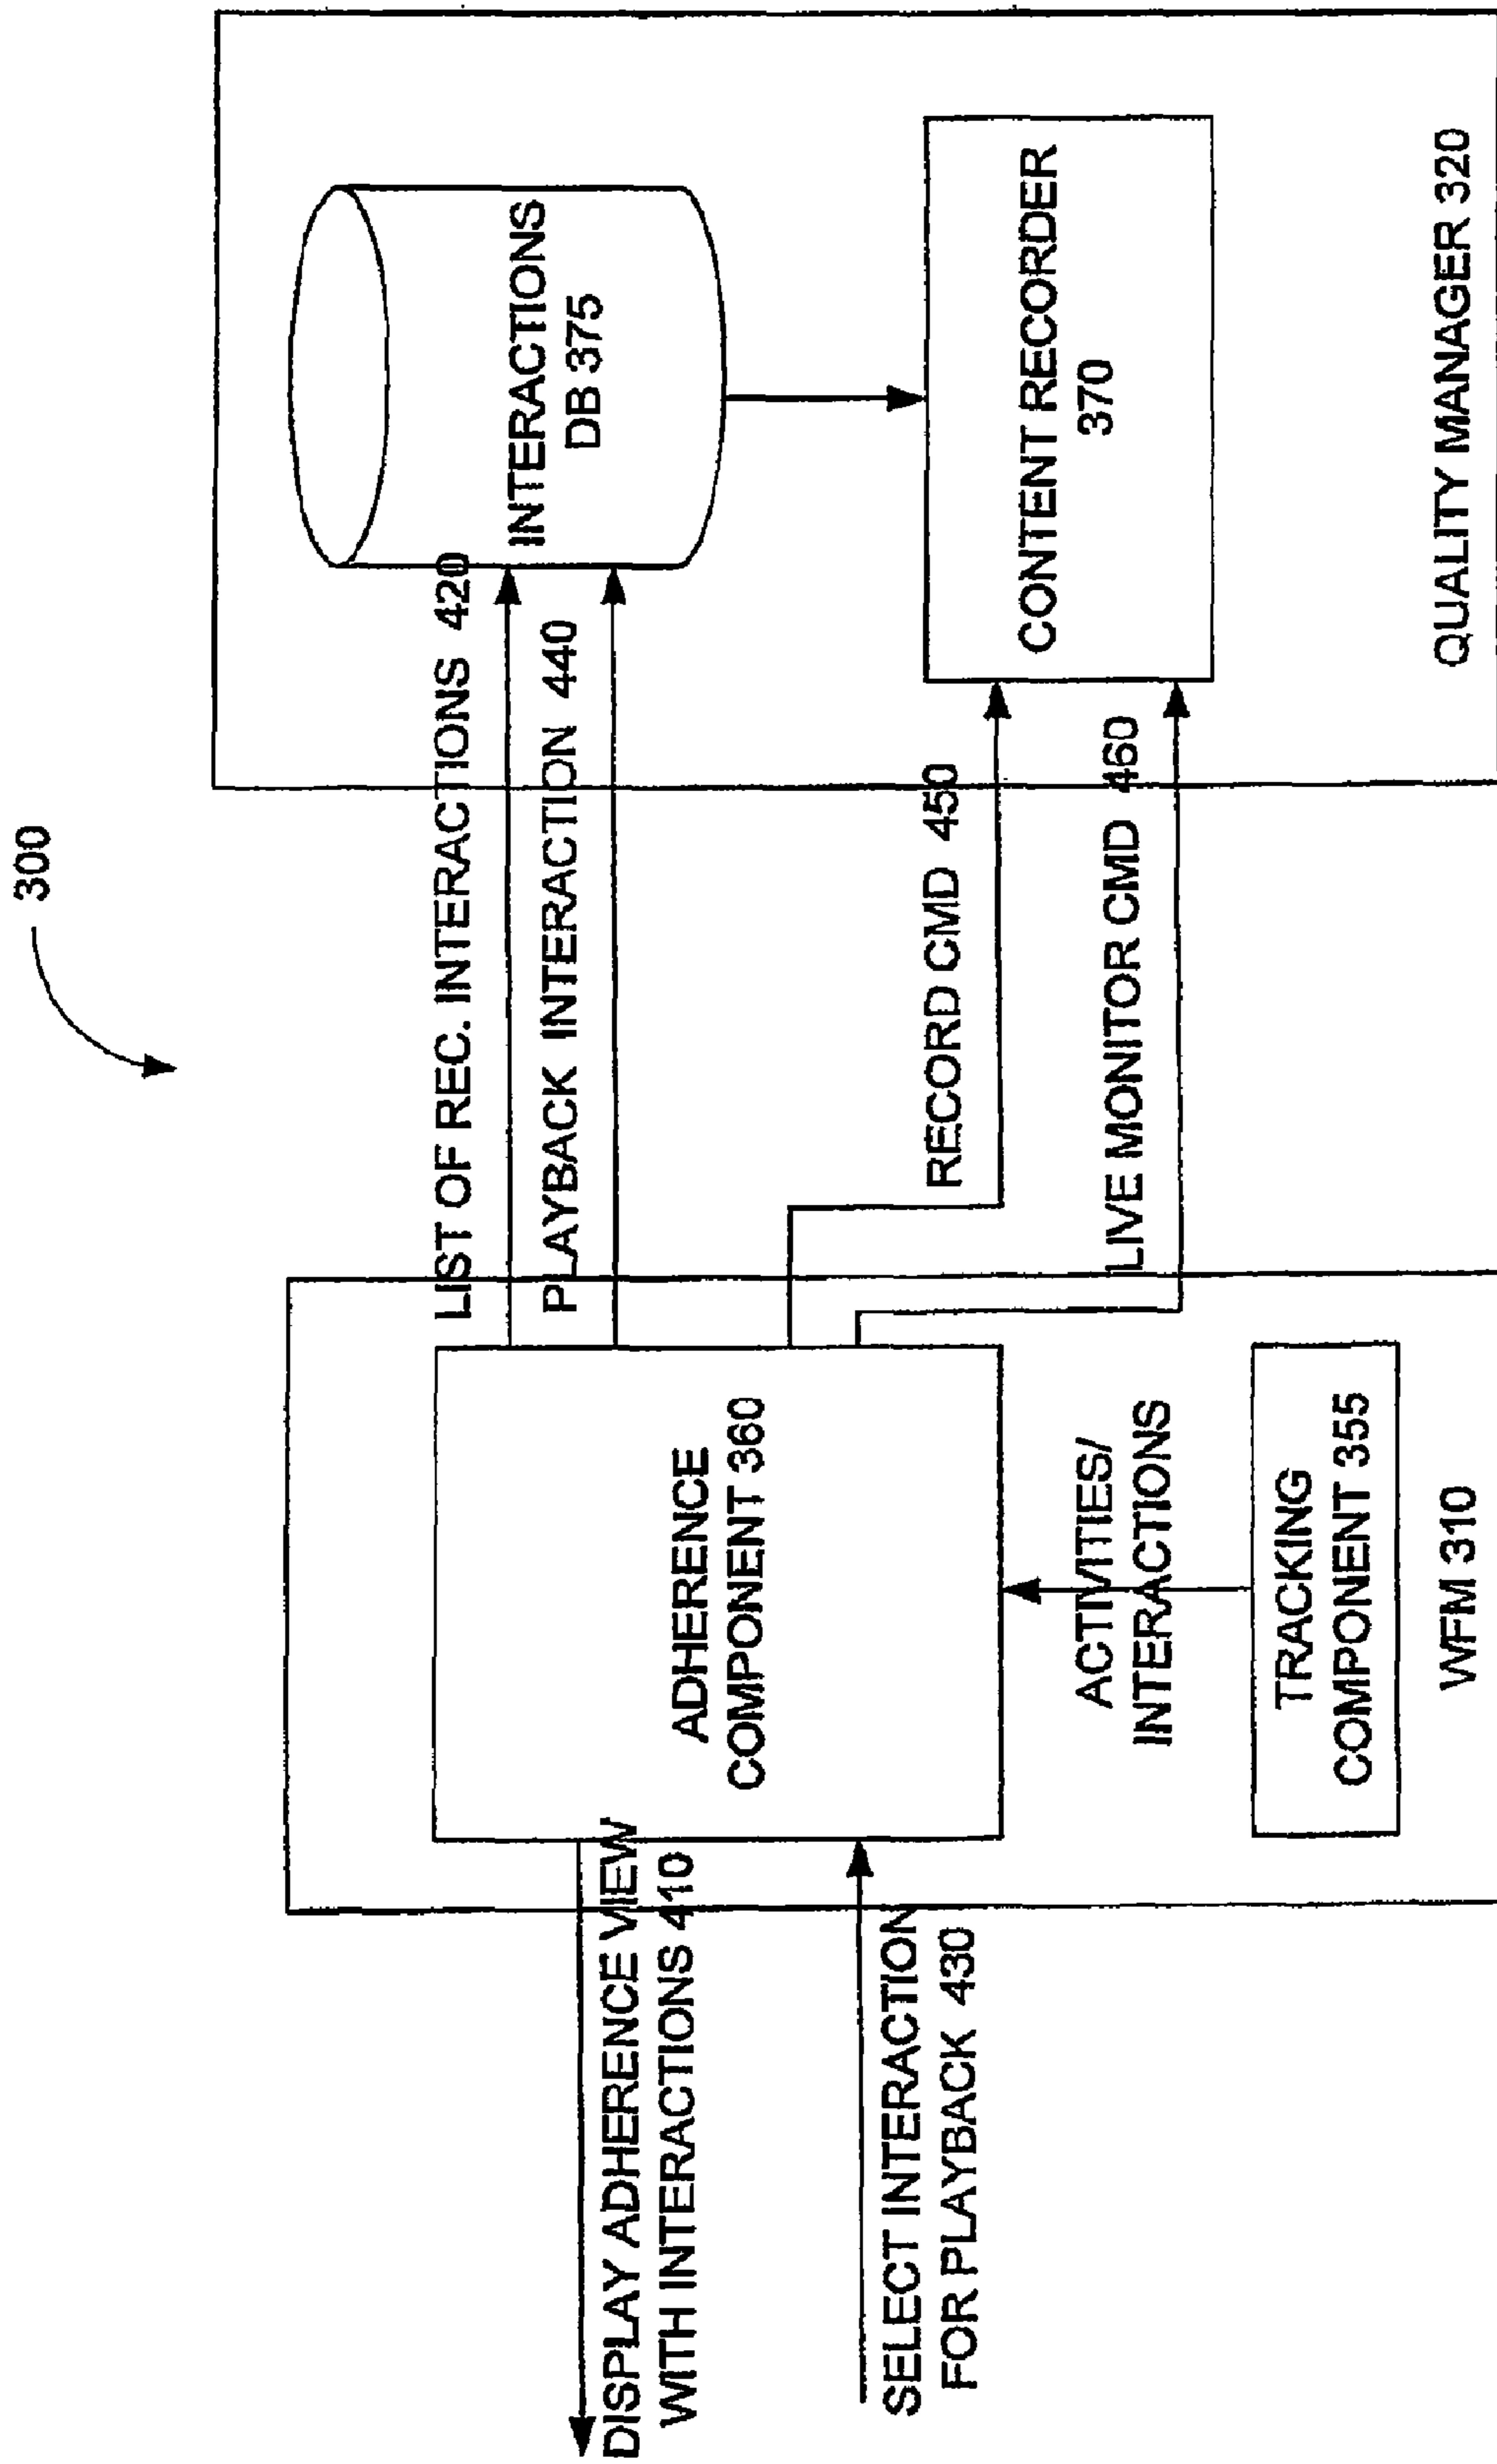 300
DISPLAY ADHERENCE VIEW
WITH INTERACTIONS 410
SELECT INTERACTION
FOR PLAYBACK 430
ADHERENCE
COMPONENT 360
ACTIVITIES/
INTERACTIONS
TRACKING
COMPONENT 355
WFM 310
LIST OF REC. INTERACTIONS 420
PLAYBACK INTERACTION 440
RECORD CMD 450
LIVE MONITOR CMD 460
INTERACTIONS
DB 375
CONTENT RECORDER
370
QUALITY MANAGER 320